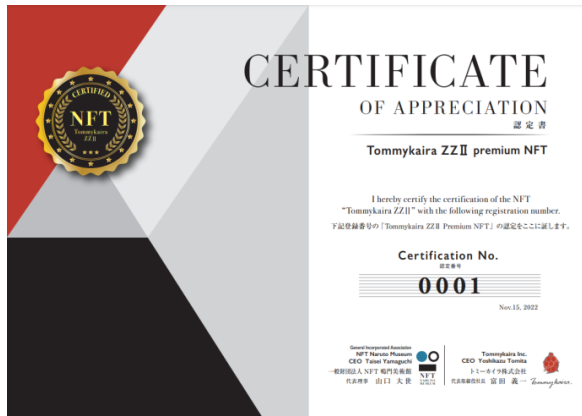 CERTIFIED
NFT
Tommykaira
ZZⅡ
CERTIFICATE
OF APPRECIATION
認定書
Tommykaira ZZⅡ premium NFT
I hereby certify the certification of the NFT
“Tommykaira ZZⅡ” with the following registration number.
下記登録番号の「Tommykaira ZZⅡ Premium NFT」の認定をここに証します。
Certification No.
認定番号
0001
Nov.15, 2022
General Incorporated Association
NFT Naruto Museum
CEO Taisei Yamaguchi
一般財団法人 NFT 鳴門美術館
代表理事 山口 大世
NFT
NARUTO
MUSEUM
Tommykaira Inc.
CEO Yoshikazu Tomita
トミーカイラ株式会社
代表取締役社長 富田 義一
Tommykaira